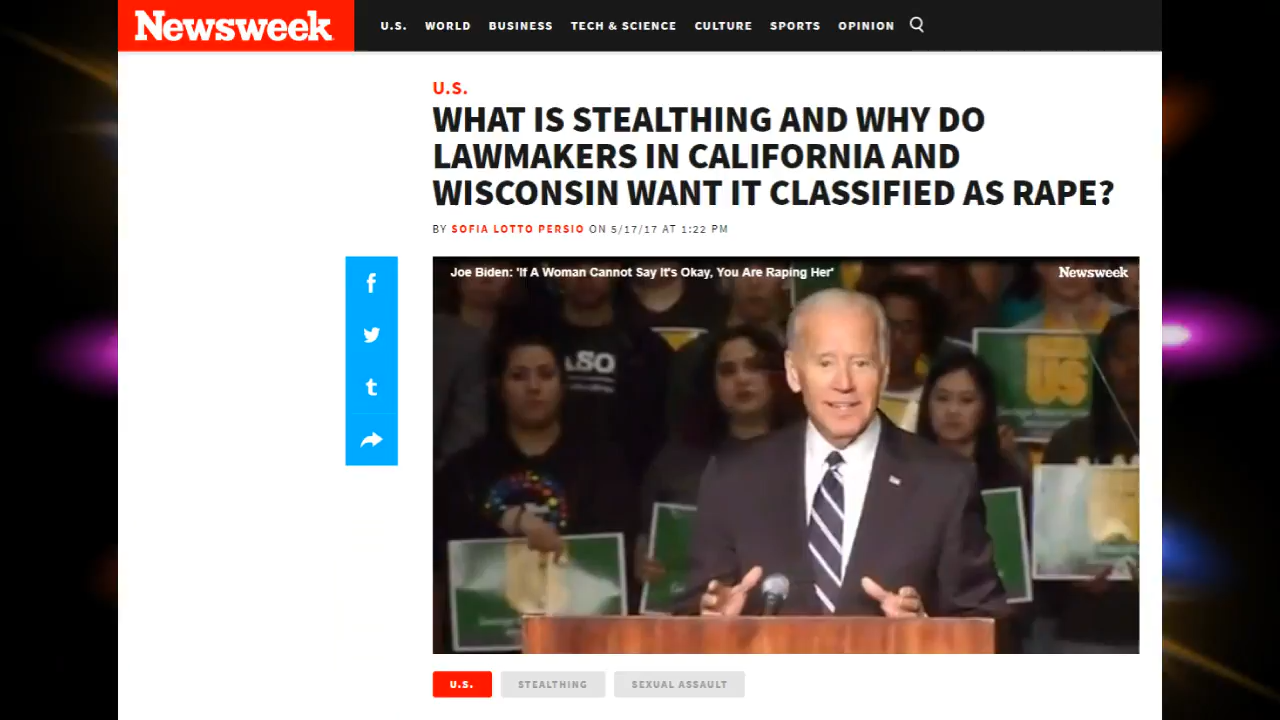 Newsweek
U.S. WORLD BUSINESS TECH & SCIENCE CULTURE SPORTS OPINION
U.S.
WHAT IS STEALTHING AND WHY DO
LAWMAKERS IN CALIFORNIA AND
WISCONSIN WANT IT CLASSIFIED AS RAPE?
BY SOFIA LOTTO PERSIO ON 5/17/17 AT 1:22 PM
Joe Biden: 'If A Woman Cannot Say It's Okay, You Are Raping Her'
Newsweek
US
U.S. STEALTHING SEXUAL ASSAULT